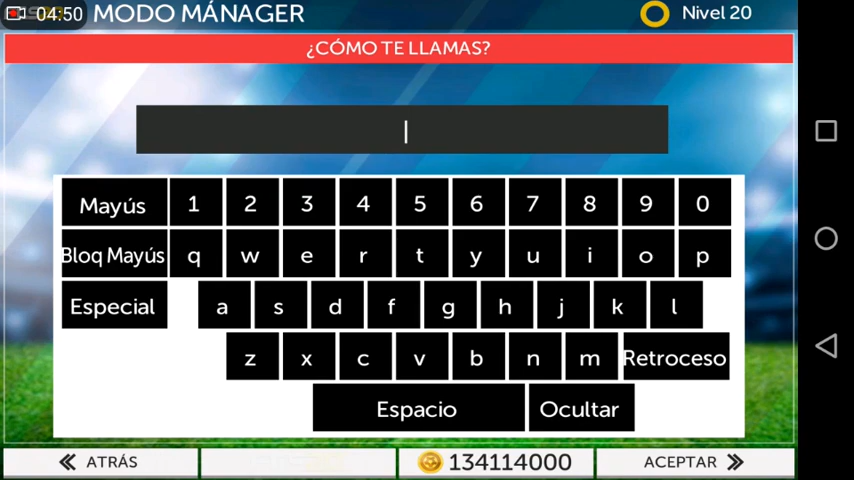 04:50 MODO MÁNAGER Nivel 20
¿CÓMO TE LLAMAS?
Mayús 1 2 3 4 5 6 7 8 9 0
Bloq Mayús q w e r t y u i o p
Especial a s d f g h j k l
z x c v b n m Retroceso
Espacio Ocultar
ATRÁS 134114000 ACEPTAR